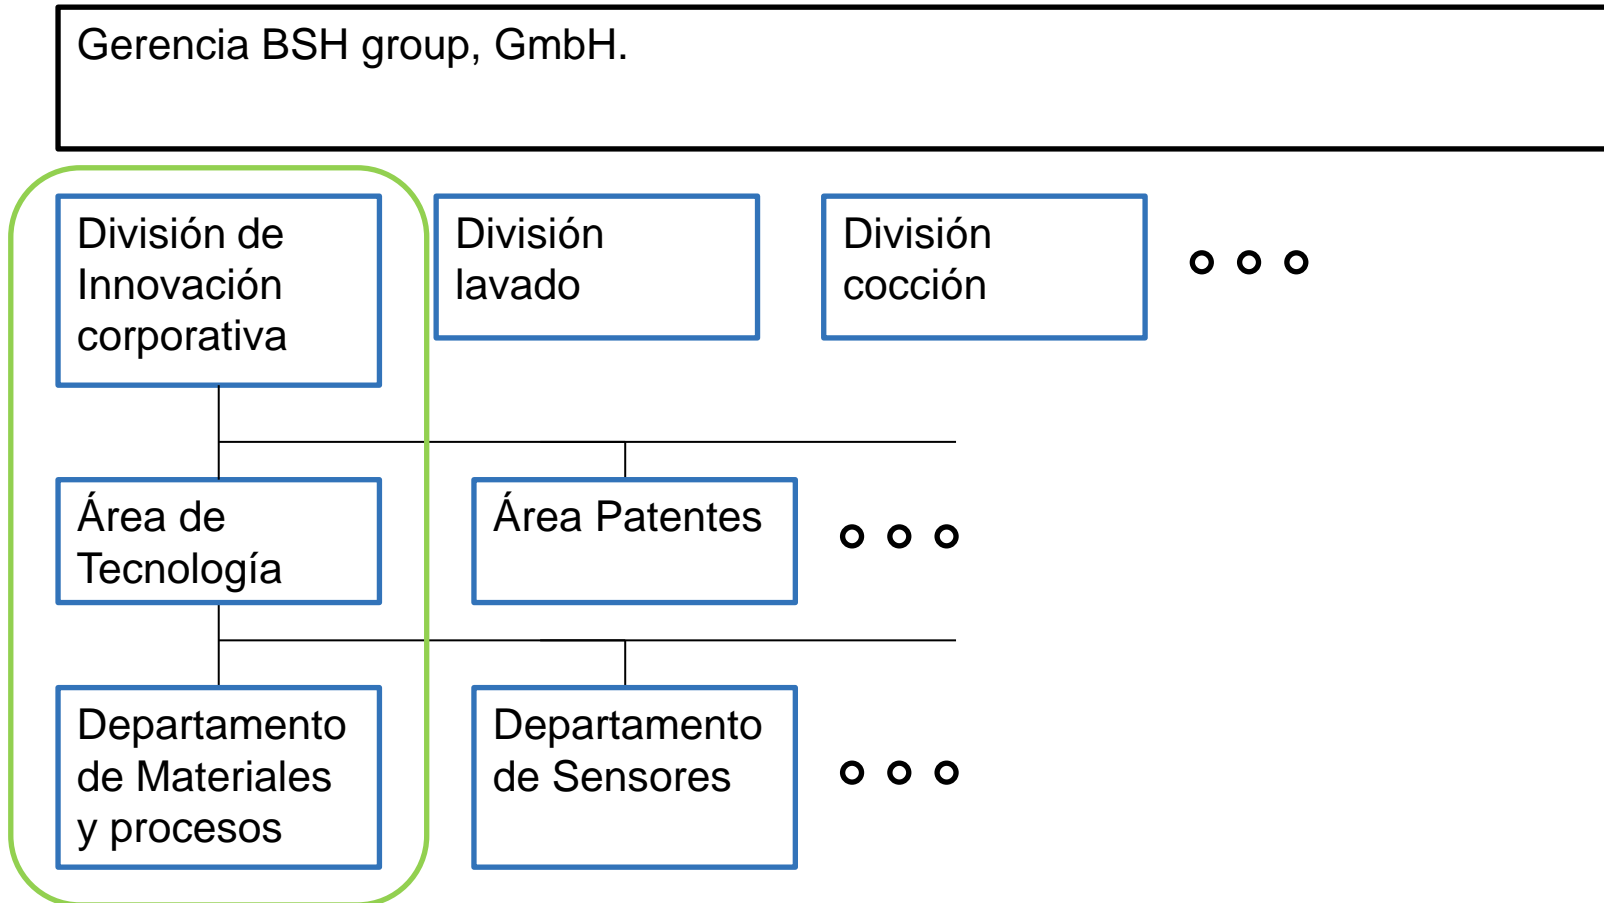 Gerencia BSH group, GmbH.
División de
Innovación
corporativa
División
lavado
División
cocción
Área de
Tecnología
Área Patentes
Departamento
de Materiales
y procesos
Departamento
de Sensores